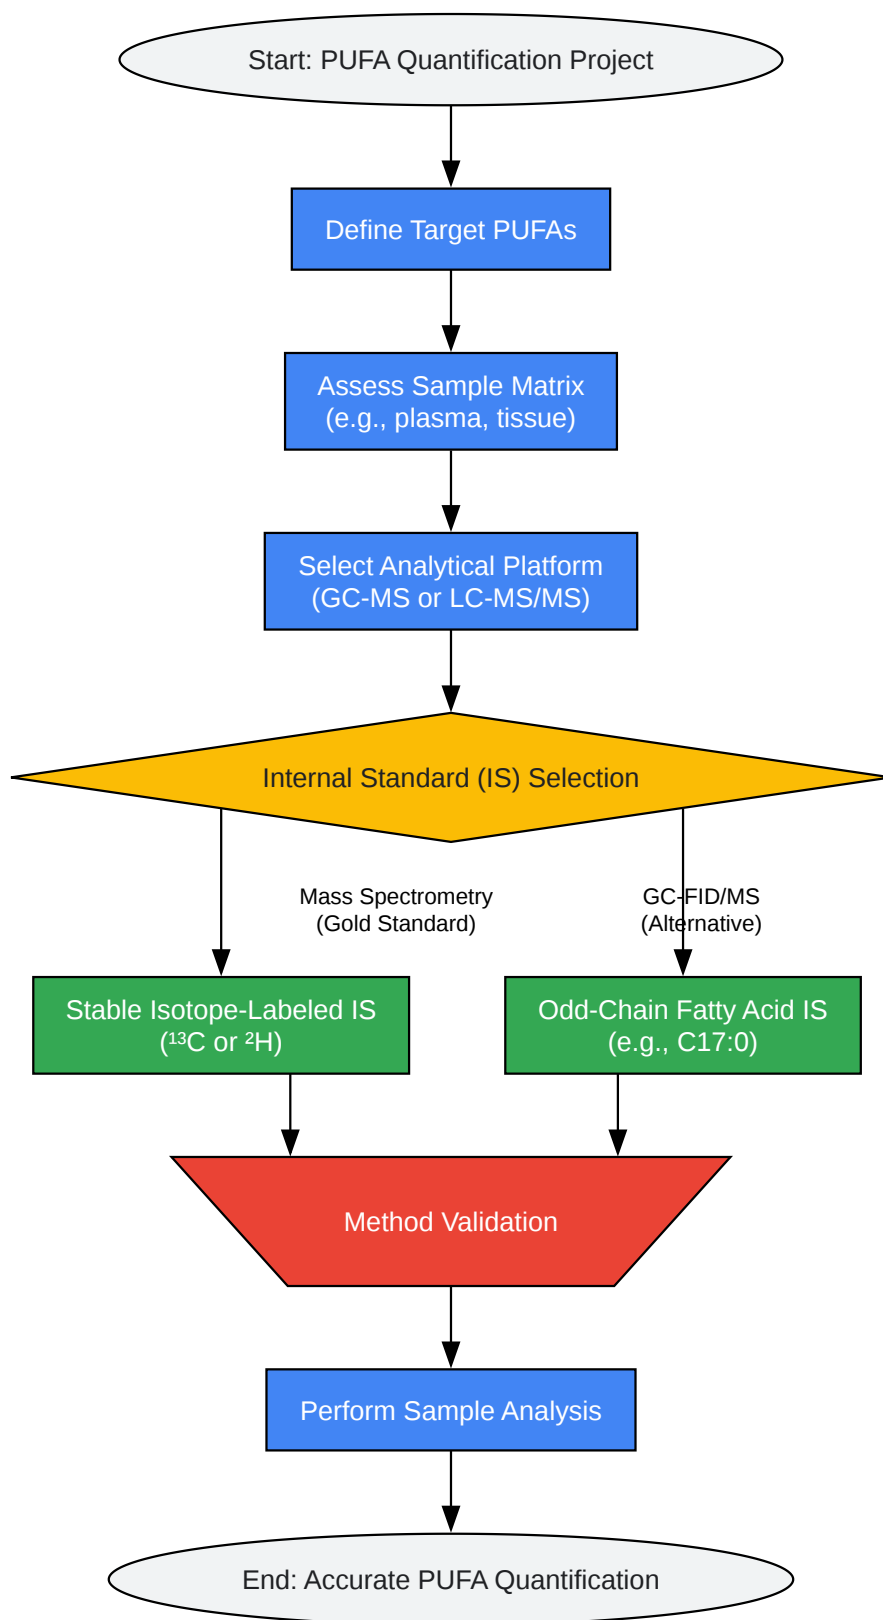 Start: PUFA Quantification Project
Define Target PUFAs
Assess Sample Matrix
(e.g., plasma, tissue)
Select Analytical Platform
(GC-MS or LC-MS/MS)
Internal Standard (IS) Selection
Mass Spectrometry
(Gold Standard)
GC-FID/MS
(Alternative)
Stable Isotope-Labeled IS
(¹³C or ²H)
Odd-Chain Fatty Acid IS
(e.g., C17:0)
Method Validation
Perform Sample Analysis
End: Accurate PUFA Quantification